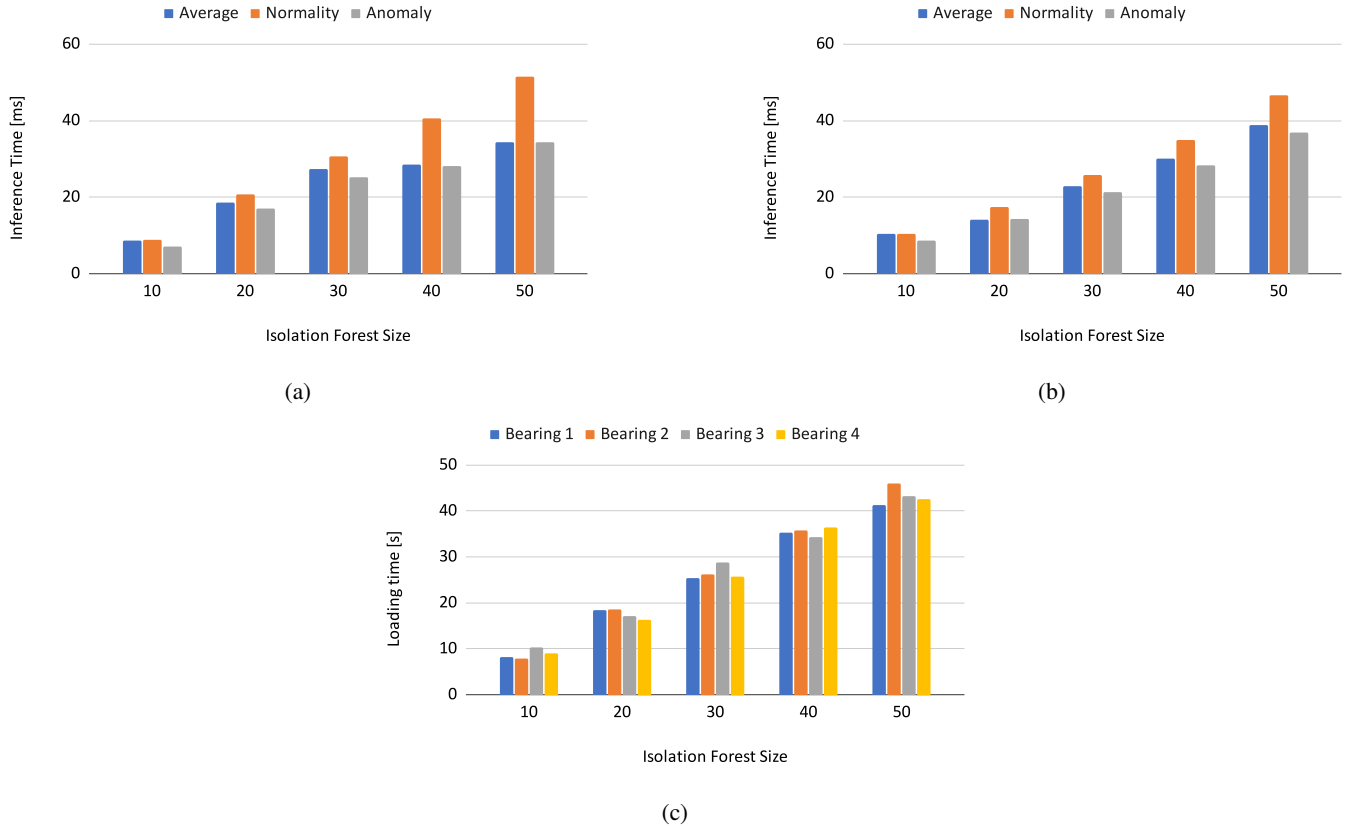 Average Normality Anomaly
60
40
20
0
Inference Time [ms]
10 20 30 40 50
Isolation Forest Size
(a)
Average Normality Anomaly
60
40
20
0
Inference Time [ms]
10 20 30 40 50
Isolation Forest Size
(b)
Bearing 1 Bearing 2 Bearing 3 Bearing 4
50
40
30
20
10
0
Loading time [s]
10 20 30 40 50
Isolation Forest Size
(c)